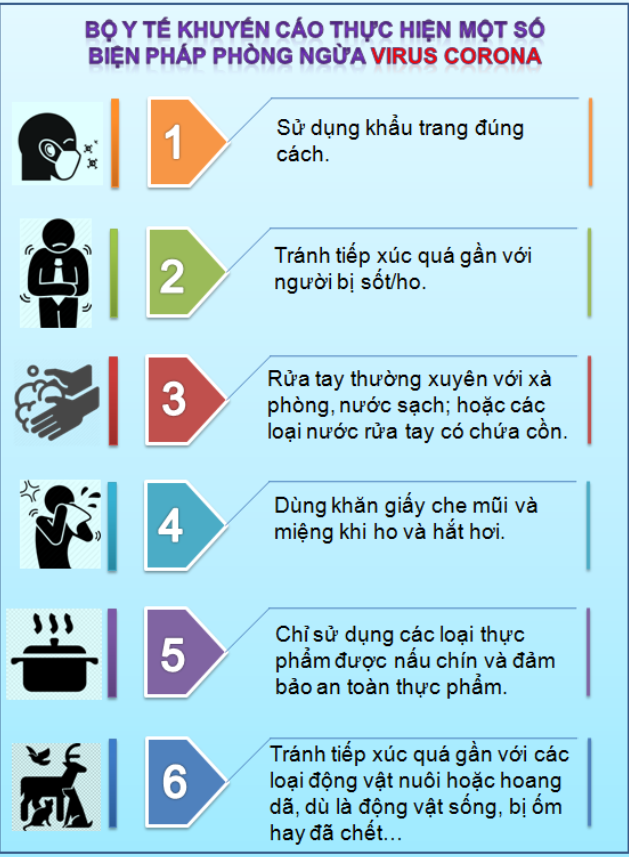 BỘ Y TẾ KHUYẾN CÁO THỰC HIỆN MỘT SỐ
BIỆN PHÁP PHÒNG NGỪA VIRUS CORONA
1
Sử dụng khẩu trang đúng
cách.
2
Tránh tiếp xúc quá gần với
người bị sốt/ho.
3
Rửa tay thường xuyên với xà
phòng, nước sạch; hoặc các
loại nước rửa tay có chứa cồn.
4
Dùng khăn giấy che mũi và
miệng khi ho và hắt hơi.
5
Chỉ sử dụng các loại thực
phẩm được nấu chín và đảm
bảo an toàn thực phẩm.
6
Tránh tiếp xúc quá gần với các
loại động vật nuôi hoặc hoang
dã, dù là động vật sống, bị ốm
hay đã chết…